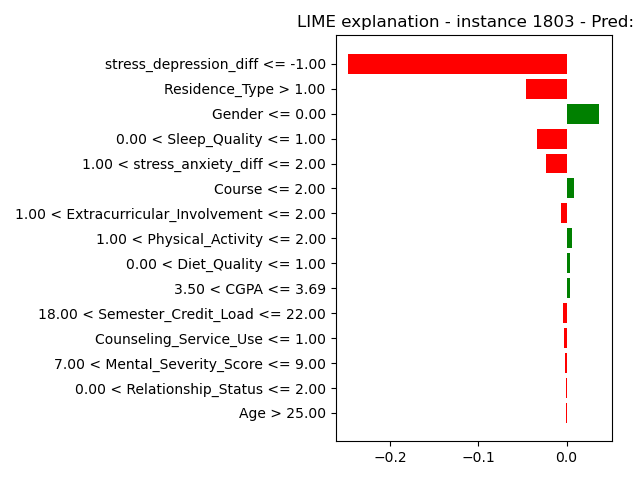 LIME explanation - instance 1803 - Pred:
stress_depression_diff <= -1.00
Residence_Type > 1.00
Gender <= 0.00
0.00 < Sleep_Quality <= 1.00
1.00 < stress_anxiety_diff <= 2.00
Course <= 2.00
1.00 < Extracurricular_Involvement <= 2.00
1.00 < Physical_Activity <= 2.00
0.00 < Diet_Quality <= 1.00
3.50 < CGPA <= 3.69
18.00 < Semester_Credit_Load <= 22.00
Counseling_Service_Use <= 1.00
7.00 < Mental_Severity_Score <= 9.00
0.00 < Relationship_Status <= 2.00
Age > 25.00
−0.2 −0.1 0.0